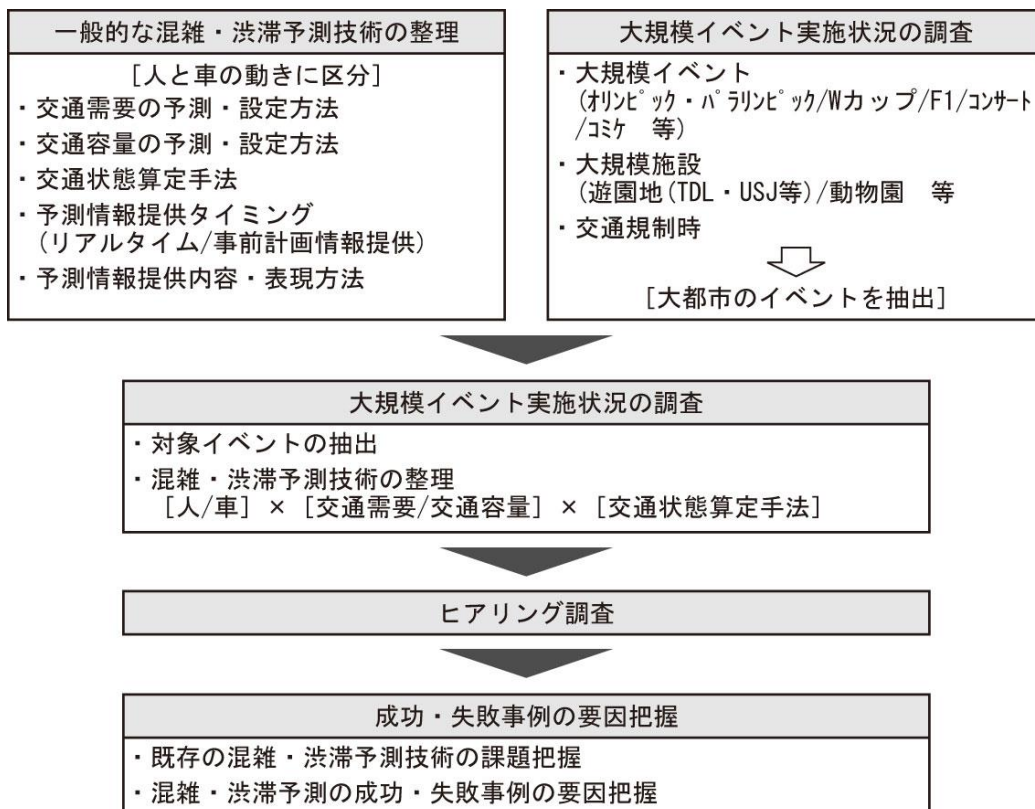 一般的な混雑・渋滞予測技術の整理
[人と車の動きに区分]
・交通需要の予測・設定方法
・交通容量の予測・設定方法
・交通状態算定手法
・予測情報提供タイミング
(リアルタイム/事前計画情報提供)
・予測情報提供内容・表現方法
大規模イベント実施状況の調査
・大規模イベント
(ｵﾘﾝﾋﾟｯｸ・ﾊﾟﾗﾘﾝﾋﾟｯｸ/Wカップ/F1/ｺﾝｻｰﾄ
/ｺﾐｹ 等)
・大規模施設
(遊園地(TDL・USJ等)/動物園 等
・交通規制時
[大都市のイベントを抽出]
大規模イベント実施状況の調査
・対象イベントの抽出
・混雑・渋滞予測技術の整理
[人/車] × [交通需要/交通容量] × [交通状態算定手法]
ヒアリング調査
成功・失敗事例の要因把握
・既存の混雑・渋滞予測技術の課題把握
・混雑・渋滞予測の成功・失敗事例の要因把握